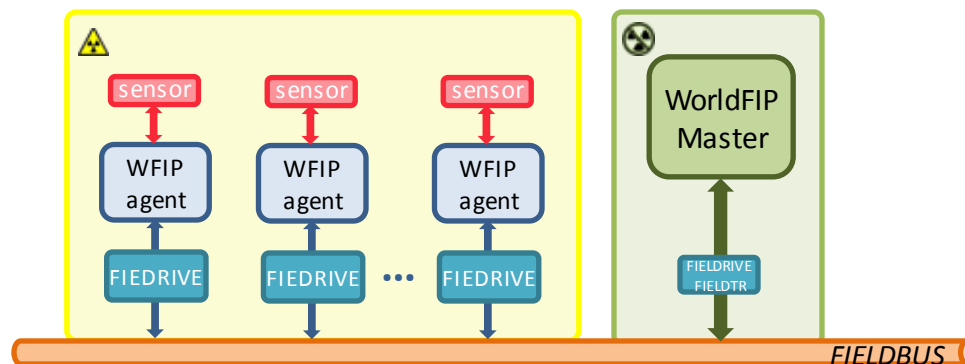 sensor
sensor
sensor
WFIP
agent
WFIP
agent
WFIP
agent
FIEDRIVE
FIEDRIVE
...
FIEDRIVE
WorldFIP
Master
FIELDRIVE
FIELDTR
FIELDBUS